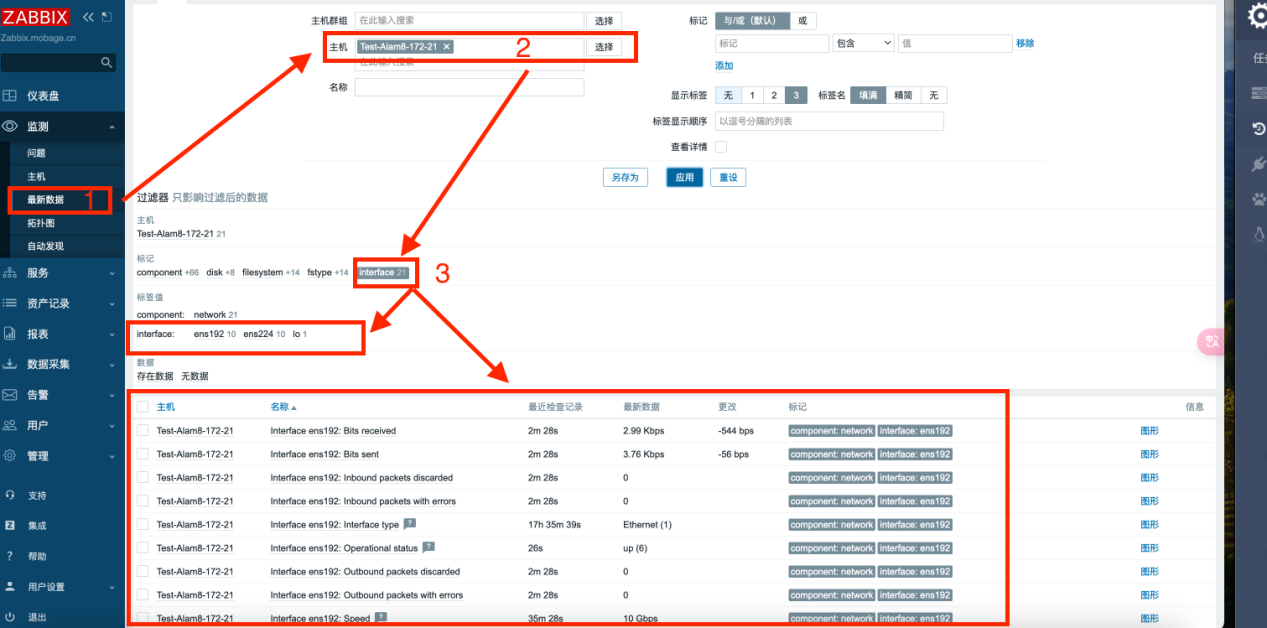 ZABBIX
Zabbix.mobage.cn
仪表盘
监测
问题
主机
最新数据 1
拓扑图
自动发现
服务
资产记录
报表
数据采集
告警
用户
管理
支持
集成
帮助
用户设置
退出
主机群组 在此输入搜索 选择
主机 Test-Alam8-172-21 × 2 选择
在此输入搜索
名称
标记 与/或（默认） 或
标记 包含 值 移除
添加
显示标签 无 1 2 3 标签名 填满 精简 无
标签显示顺序 以逗号分隔的列表
查看详情
另存为 应用 重设
过滤器 只影响过滤后的数据
主机
Test-Alam8-172-21 21
标记
component +66 disk +8 filesystem +14 fstype +14 interface 21 3
标签值
component: network 21
interface: ens192 10 ens224 10 lo 1
数据
存在数据 无数据
主机 名称 最近检查记录 最新数据 更改 标记 信息
Test-Alam8-172-21 Interface ens192: Bits received 2m 28s 2.99 Kbps -544 bps component: network interface: ens192 图形
Test-Alam8-172-21 Interface ens192: Bits sent 2m 28s 3.76 Kbps -56 bps component: network interface: ens192 图形
Test-Alam8-172-21 Interface ens192: Inbound packets discarded 2m 28s 0 component: network interface: ens192 图形
Test-Alam8-172-21 Interface ens192: Inbound packets with errors 2m 28s 0 component: network interface: ens192 图形
Test-Alam8-172-21 Interface ens192: Interface type ? 17h 35m 39s Ethernet (1) component: network interface: ens192 图形
Test-Alam8-172-21 Interface ens192: Operational status ? 26s up (6) component: network interface: ens192 图形
Test-Alam8-172-21 Interface ens192: Outbound packets discarded 2m 28s 0 component: network interface: ens192 图形
Test-Alam8-172-21 Interface ens192: Outbound packets with errors 2m 28s 0 component: network interface: ens192 图形
Test-Alam8-172-21 Interface ens192: Speed ? 35m 28s 10 Gbps component: network interface: ens192 图形